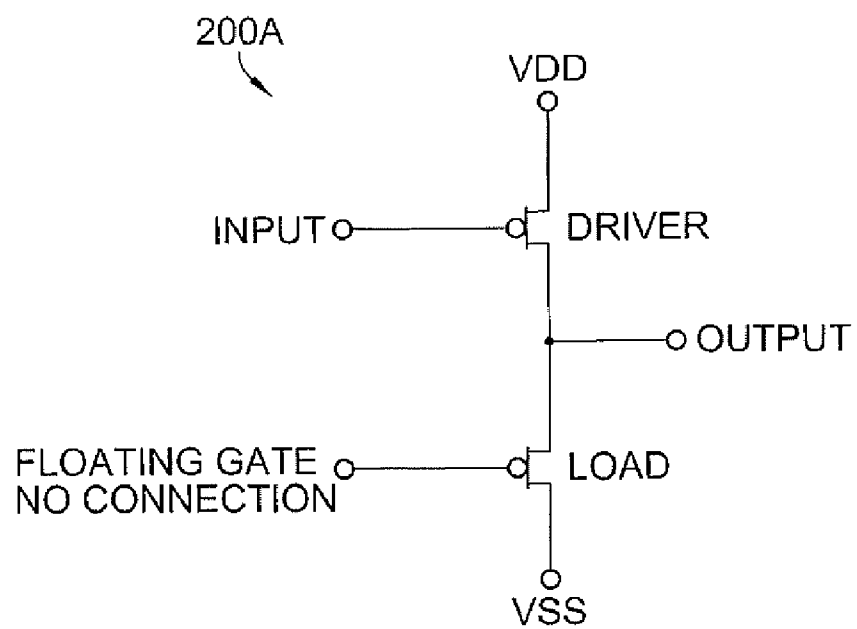 200A
VDD
INPUT
DRIVER
OUTPUT
FLOATING GATE
NO CONNECTION
LOAD
VSS